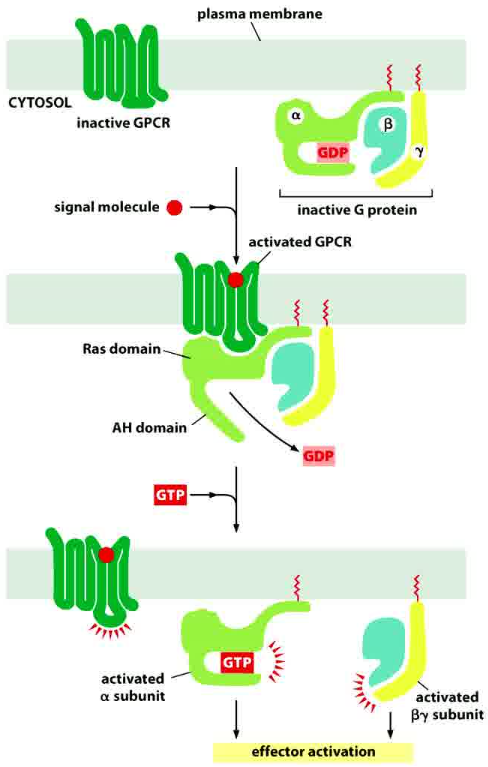 plasma membrane
CYTOSOL
inactive GPCR
α
β
γ
GDP
inactive G protein
signal molecule
activated GPCR
Ras domain
AH domain
GDP
GTP
GTP
activated
α subunit
activated
βγ subunit
effector activation